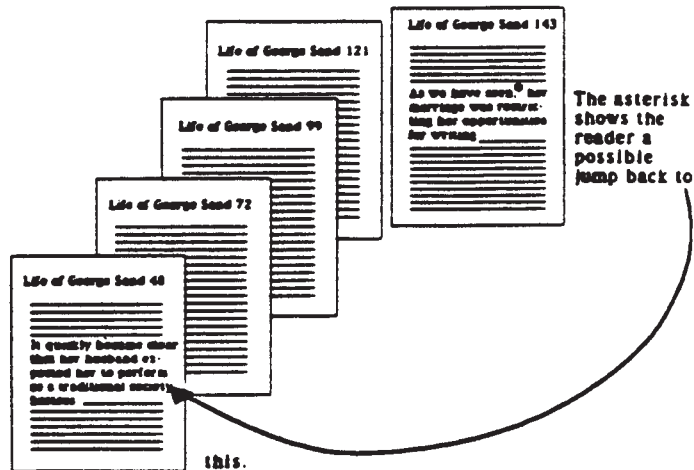 Life of George Sand 143
As we have seen,* her
marriage was restric-
ting her opportunities
for writing
The asterisk
shows the
reader a
possible
jump back to
Life of George Sand 121
Life of George Sand 99
Life of George Sand 72
Life of George Sand 48
It quickly became clear
that her husband ex-
pected her to perform
as a traditional society
hostess
this.